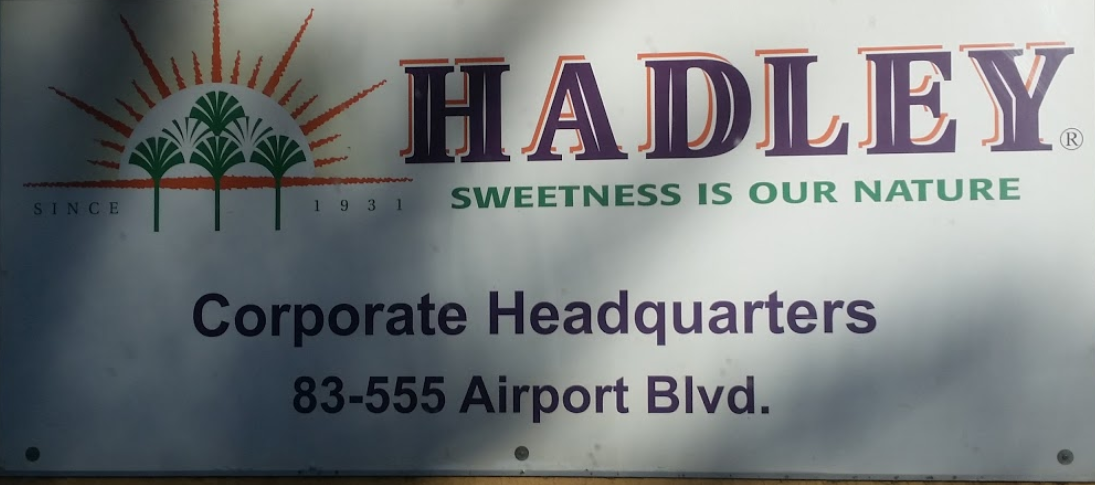 HADLEY®
SWEETNESS IS OUR NATURE
SINCE 1931
Corporate Headquarters
83-555 Airport Blvd.